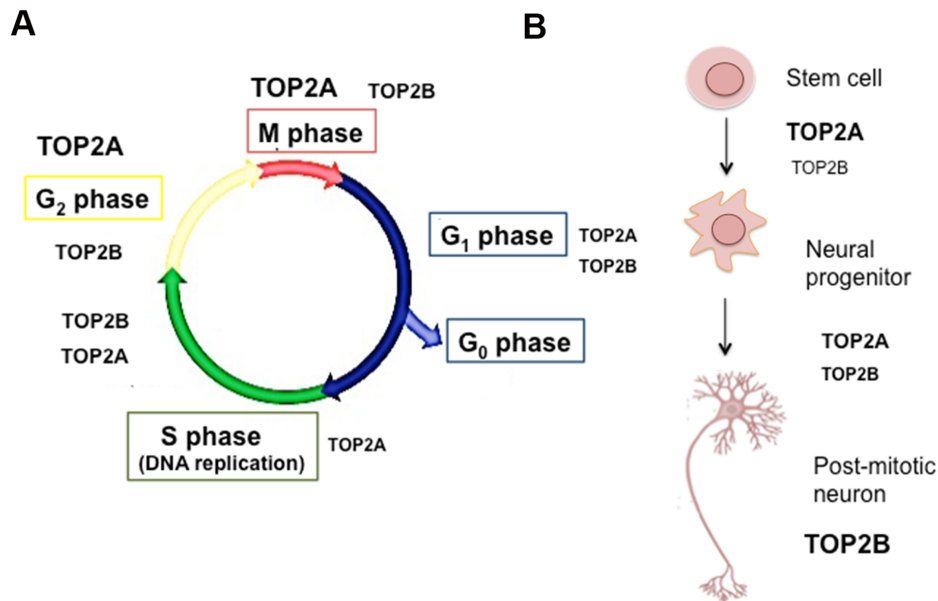 A
TOP2A
TOP2B
M phase
TOP2A
G₂ phase
TOP2B
G₁ phase
TOP2A
TOP2B
TOP2B
TOP2A
G₀ phase
S phase
(DNA replication)
TOP2A
B
Stem cell
TOP2A
TOP2B
Neural
progenitor
TOP2A
TOP2B
Post-mitotic
neuron
TOP2B